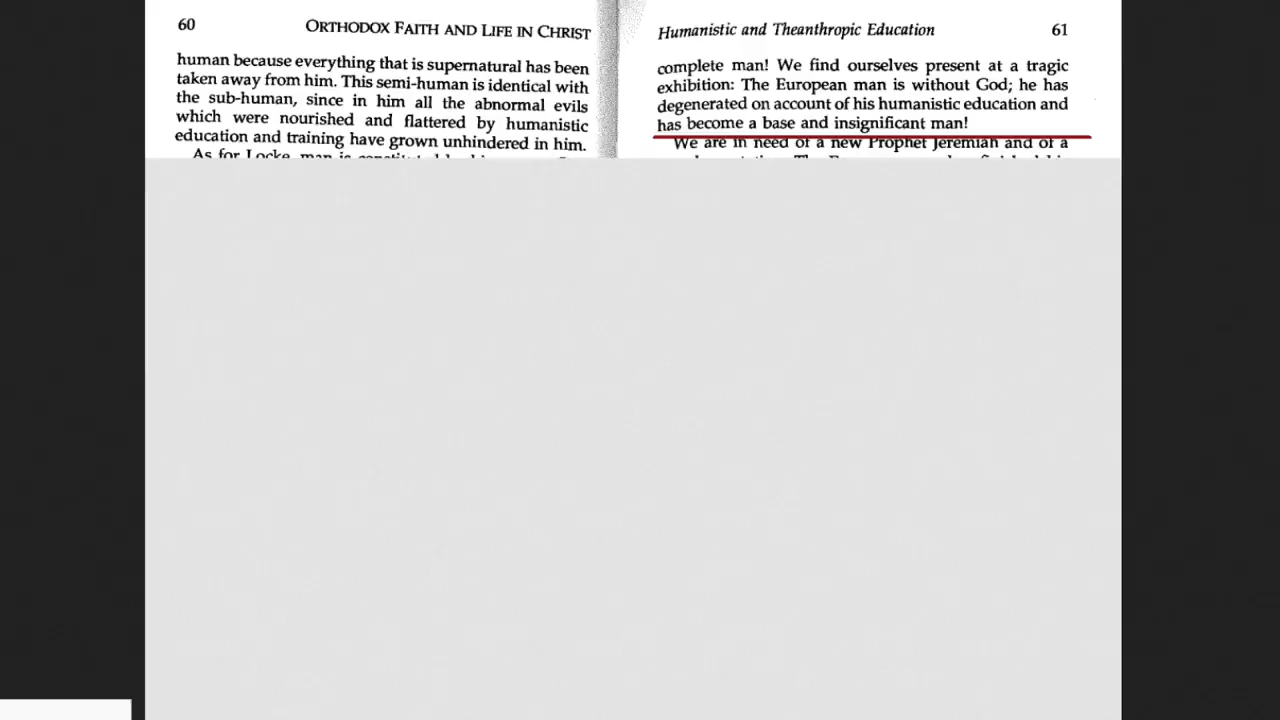 60 ORTHODOX FAITH AND LIFE IN CHRIST
human because everything that is supernatural has been
taken away from him. This semi-human is identical with
the sub-human, since in him all the abnormal evils
which were nourished and flattered by humanistic
education and training have grown unhindered in him.
As for Locke, man is
Humanistic and Theanthropic Education 61
complete man! We find ourselves present at a tragic
exhibition: The European man is without God; he has
degenerated on account of his humanistic education and
has become a base and insignificant man!
We are in need of a new Prophet Jeremiah and of a